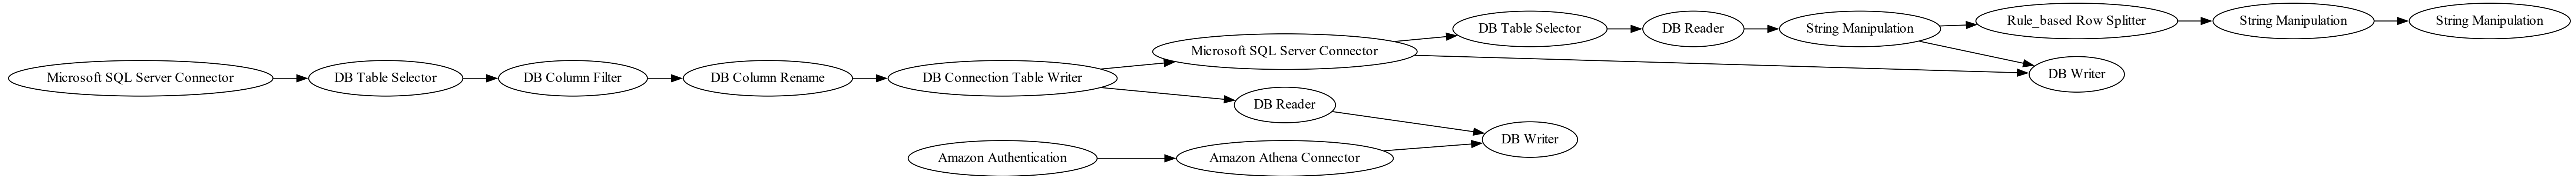 Microsoft SQL Server Connector
DB Table Selector
DB Column Filter
DB Column Rename
DB Connection Table Writer
Microsoft SQL Server Connector
DB Table Selector
DB Reader
String Manipulation
Rule_based Row Splitter
String Manipulation
String Manipulation
DB Writer
DB Reader
DB Writer
Amazon Authentication
Amazon Athena Connector